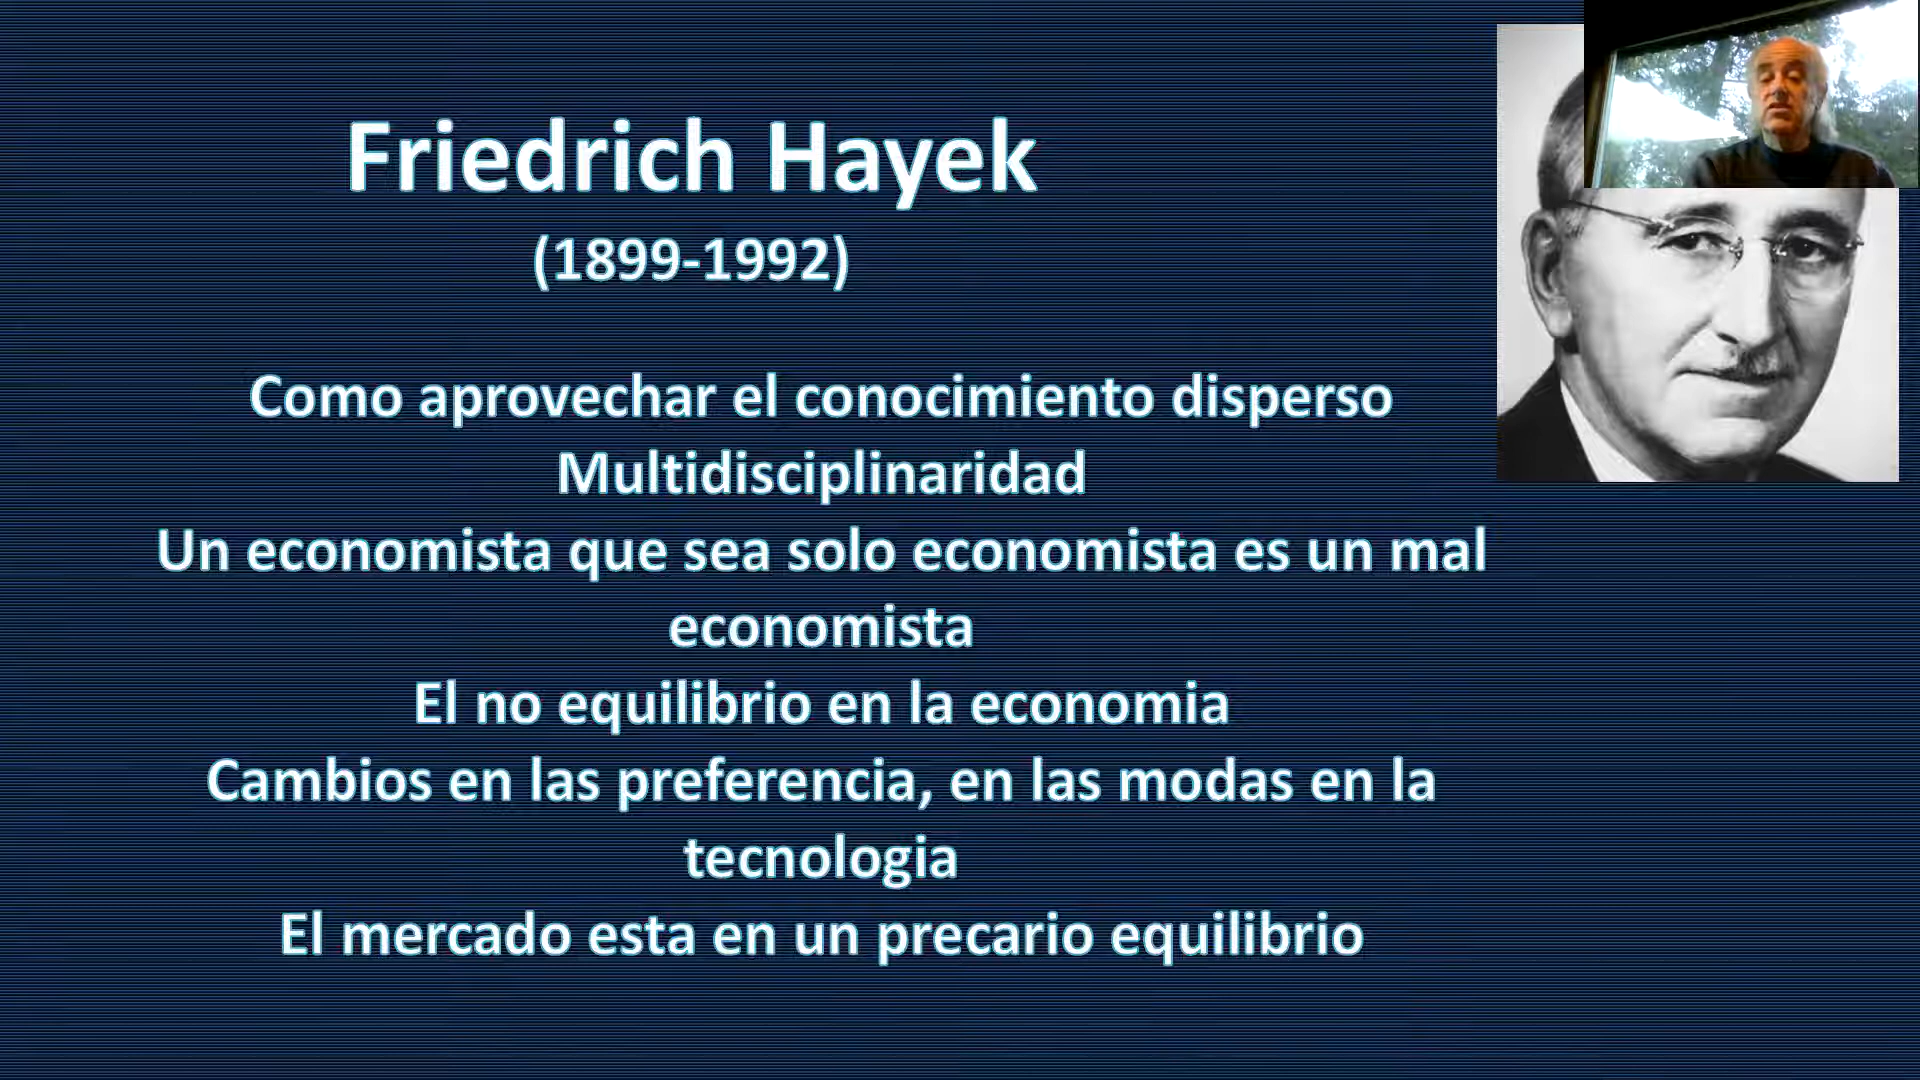 Friedrich Hayek
(1899-1992)
Como aprovechar el conocimiento disperso
Multidisciplinaridad
Un economista que sea solo economista es un mal
economista
El no equilibrio en la economia
Cambios en las preferencia, en las modas en la
tecnologia
El mercado esta en un precario equilibrio